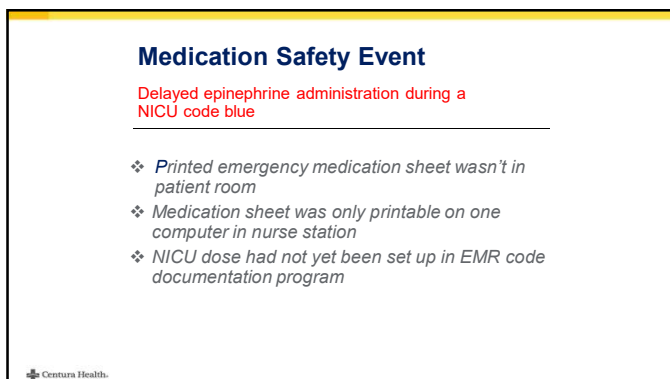 Medication Safety Event
Delayed epinephrine administration during a
NICU code blue
❖ Printed emergency medication sheet wasn't in
patient room
❖ Medication sheet was only printable on one
computer in nurse station
❖ NICU dose had not yet been set up in EMR code
documentation program
Centura Health.